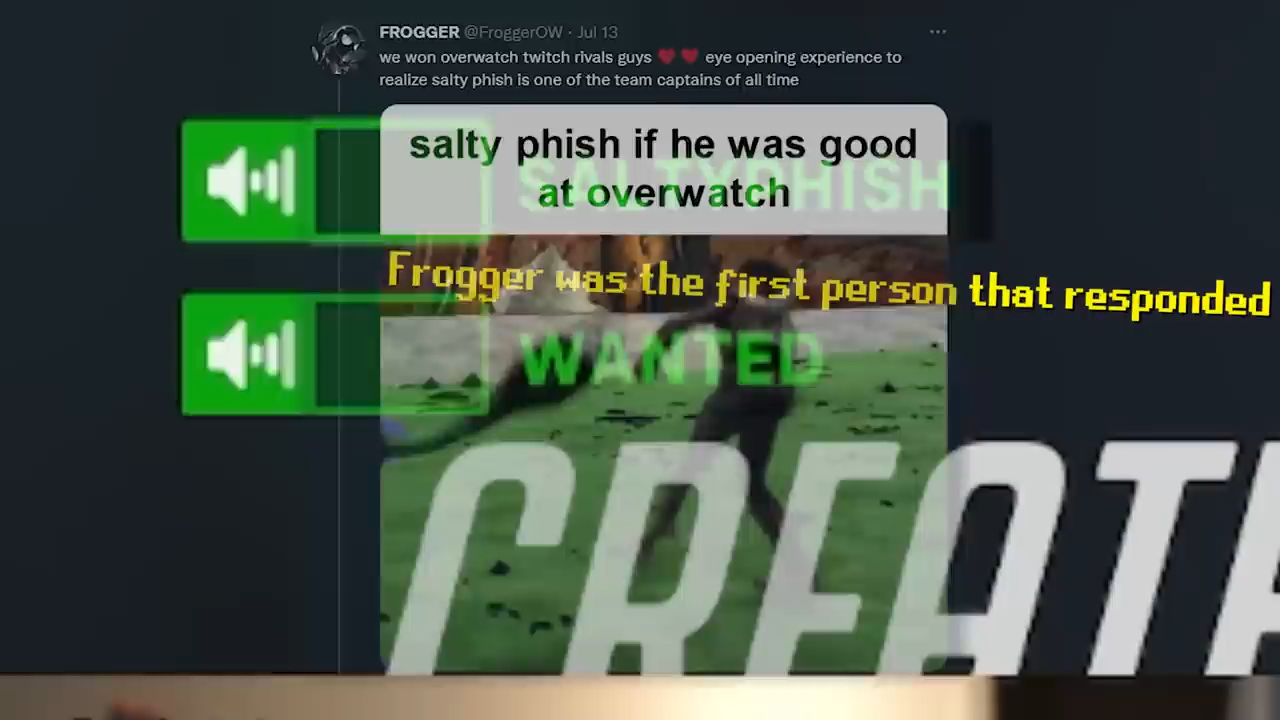 FROGGER @FroggerOW · Jul 13
we won overwatch twitch rivals guys ❤️ ❤️ eye opening experience to
realize salty phish is one of the team captains of all time
salty phish if he was good
at overwatch
SALTYPHISH
Frogger was the first person that responded
WANTED